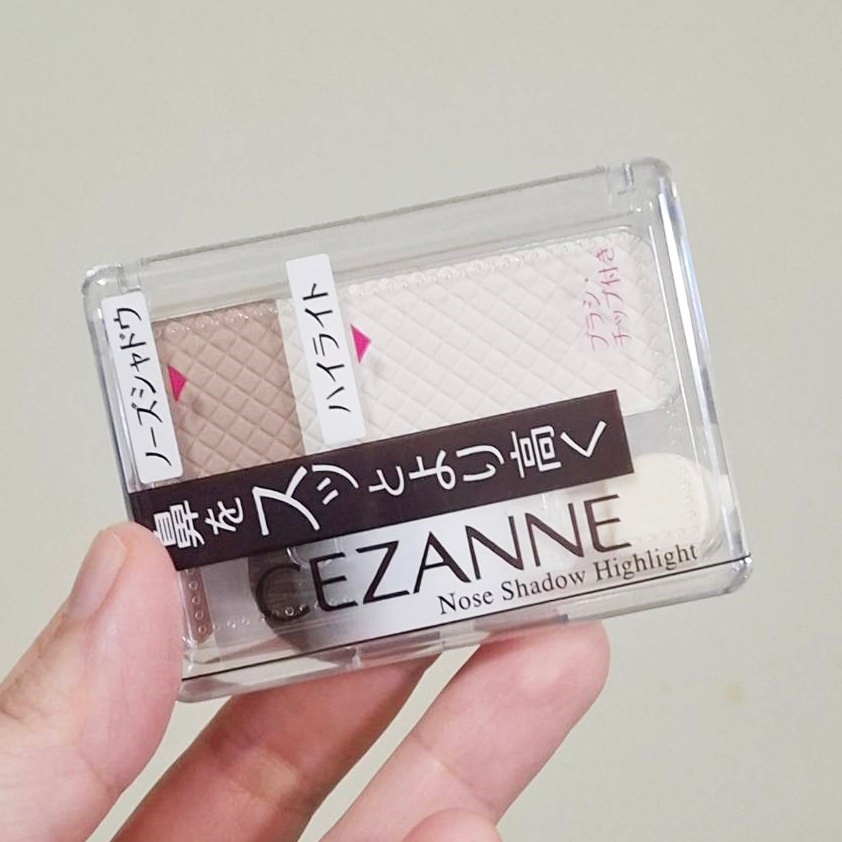 ノーズシャドウ
ハイライト
ブラシ・
チップ付き
鼻をスッとより高く
CEZANNE
Nose Shadow Highlight